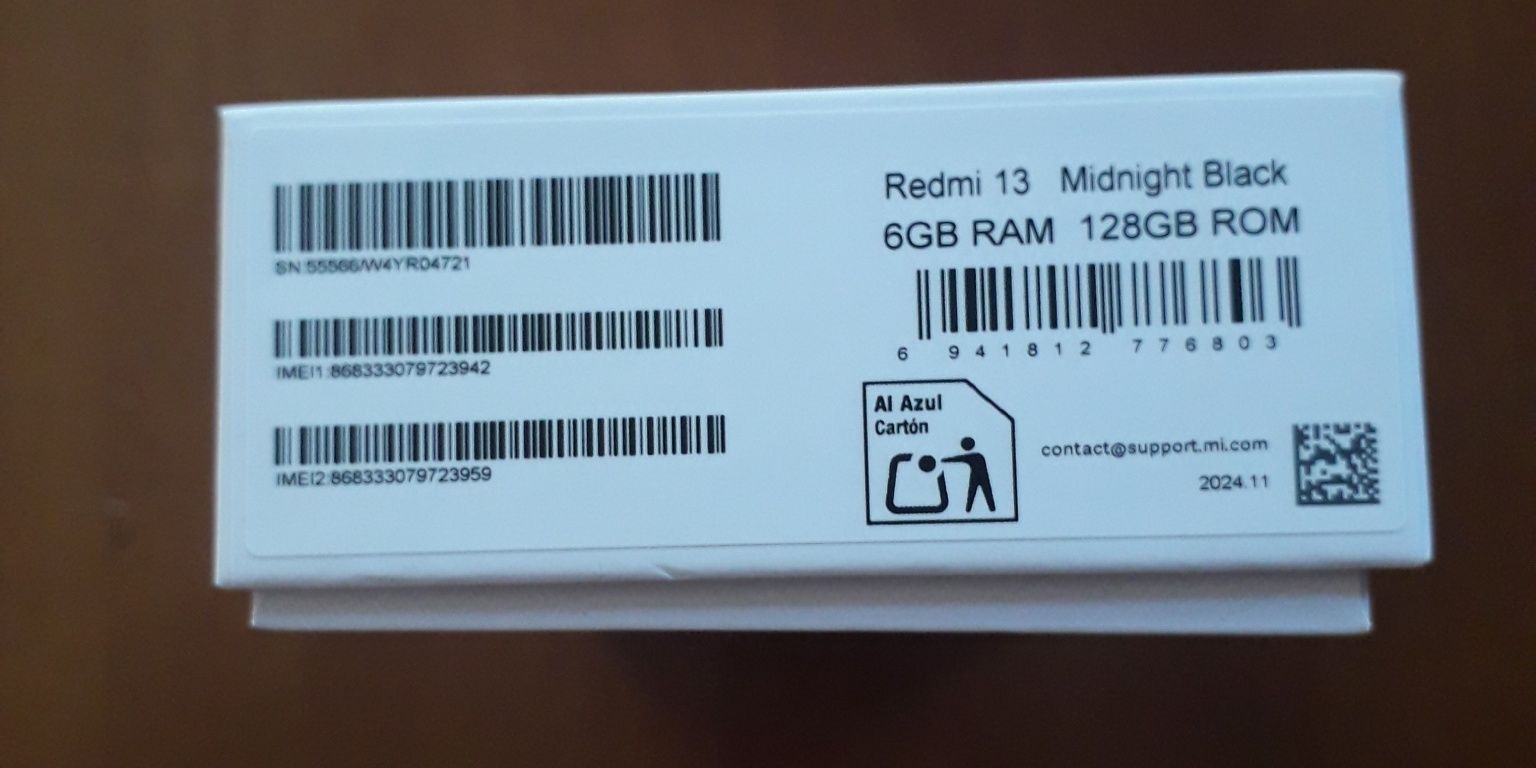 SN:55566/W4YR04721
IMEI1:868333079723942
IMEI2:868333079723959
Redmi 13 Midnight Black
6GB RAM 128GB ROM
6 941812 776803
Al Azul
Cartón
contact@support.mi.com
2024.11